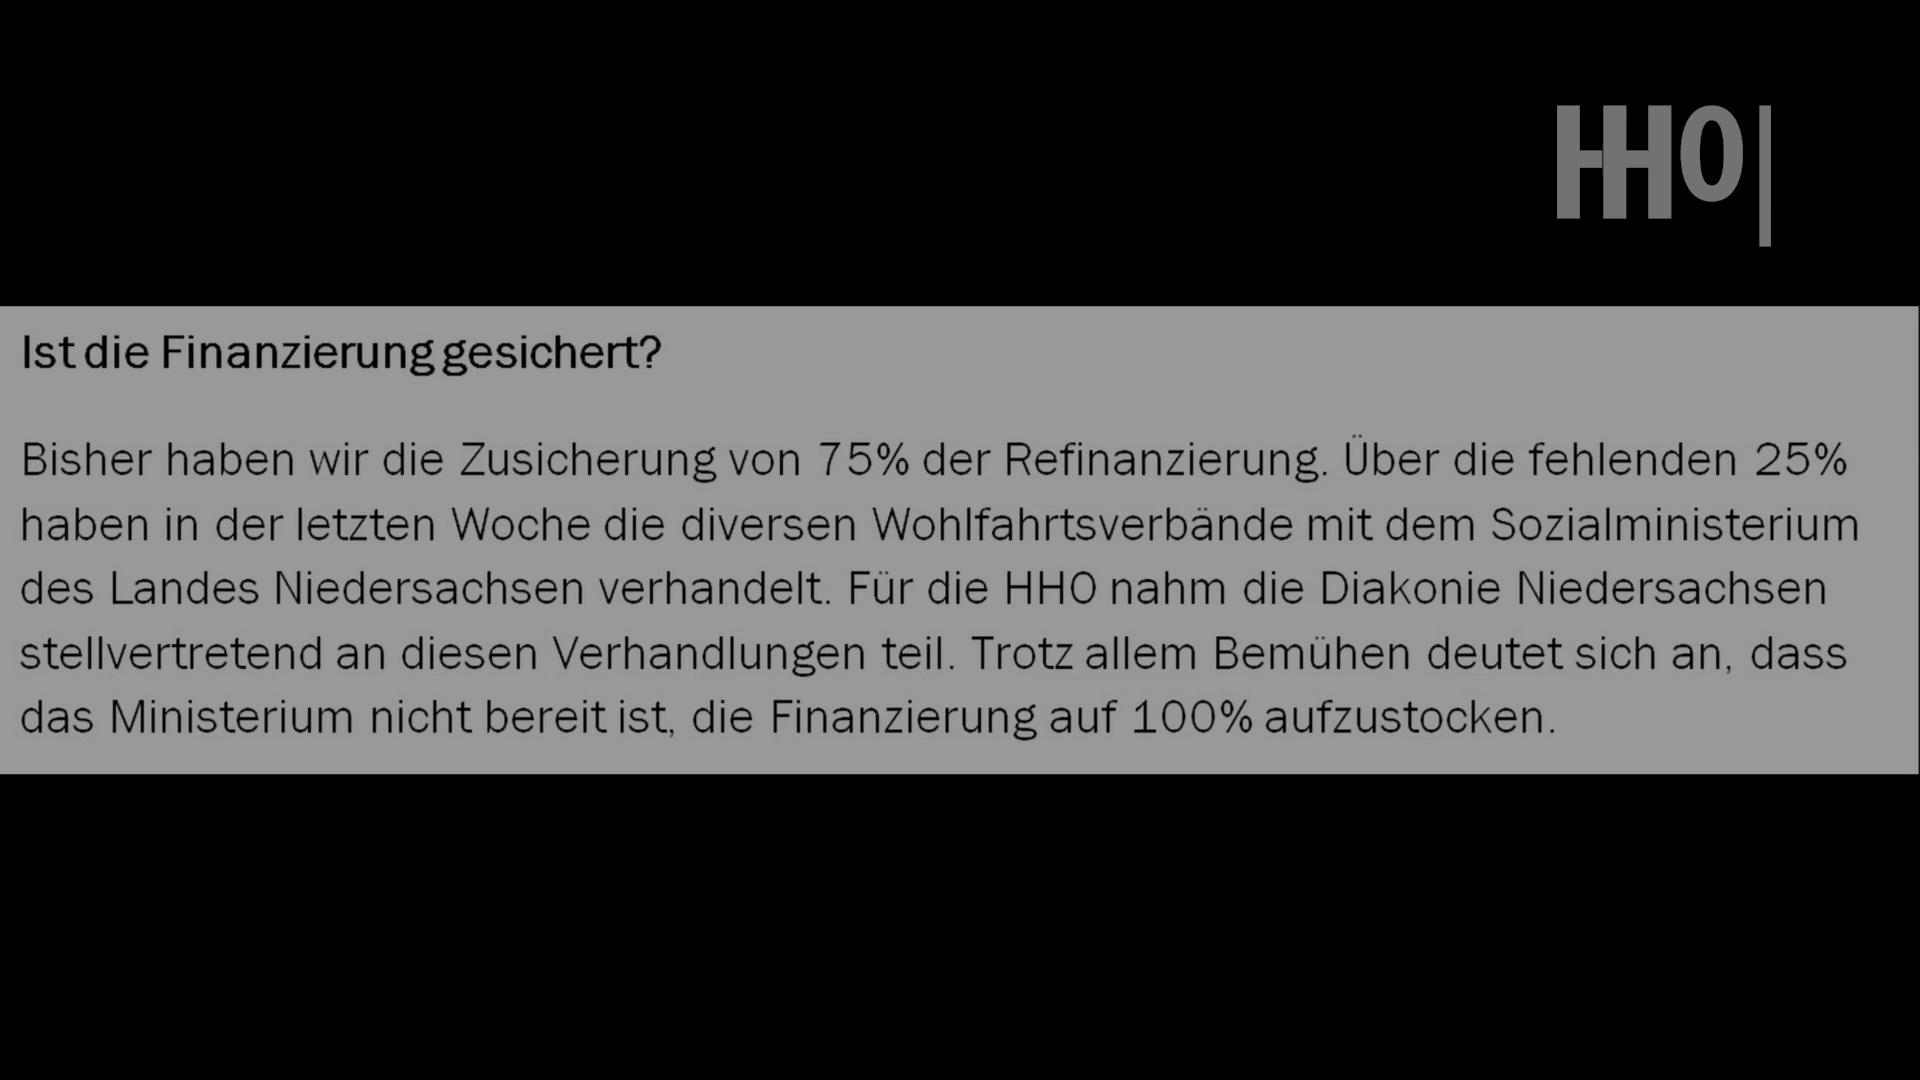 HHO
Ist die Finanzierung gesichert?
Bisher haben wir die Zusicherung von 75% der Refinanzierung. Über die fehlenden 25%
haben in der letzten Woche die diversen Wohlfahrtsverbände mit dem Sozialministerium
des Landes Niedersachsen verhandelt. Für die HHO nahm die Diakonie Niedersachsen
stellvertretend an diesen Verhandlungen teil. Trotz allem Bemühen deutet sich an, dass
das Ministerium nicht bereit ist, die Finanzierung auf 100% aufzustocken.